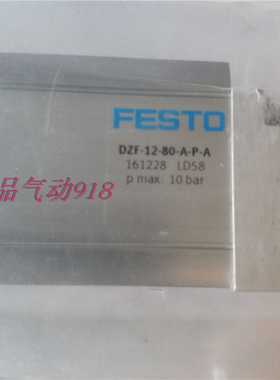 FESTO
DZF-12-80-A-P-A
161228 LD58
p max. 10 bar
品气动918